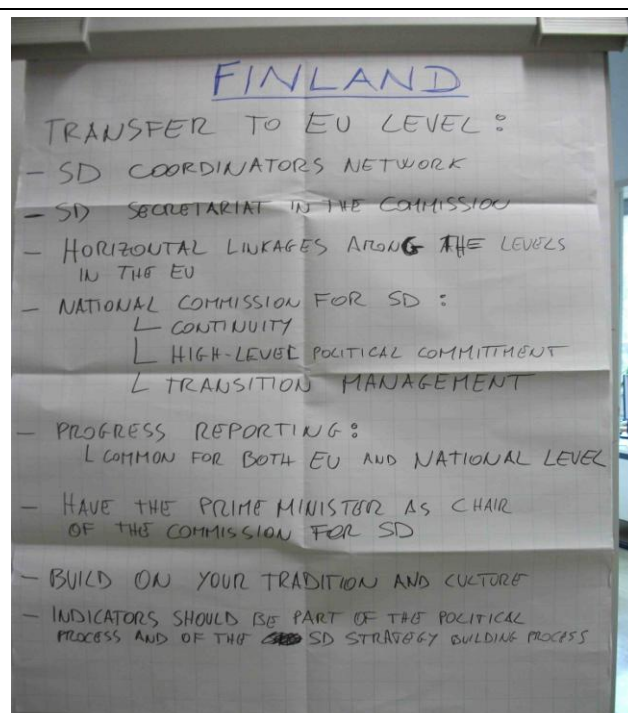 FINLAND
TRANSFER TO EU LEVEL:
- SD COORDINATORS NETWORK
- SD SECRETARIAT IN THE COMMISSION
- HORIZONTAL LINKAGES AMONG THE LEVELS
IN THE EU
- NATIONAL COMMISSION FOR SD:
└ CONTINUITY
└ HIGH-LEVEL POLITICAL COMMITTMENT
└ TRANSITION MANAGEMENT
- PROGRESS REPORTING:
└ COMMON FOR BOTH EU AND NATIONAL LEVEL
- HAVE THE PRIME MINISTER AS CHAIR
OF THE COMMISSION FOR SD
- BUILD ON YOUR TRADITION AND CULTURE
- INDICATORS SHOULD BE PART OF THE POLITICAL
PROCESS AND OF THE SD STRATEGY BUILDING PROCESS